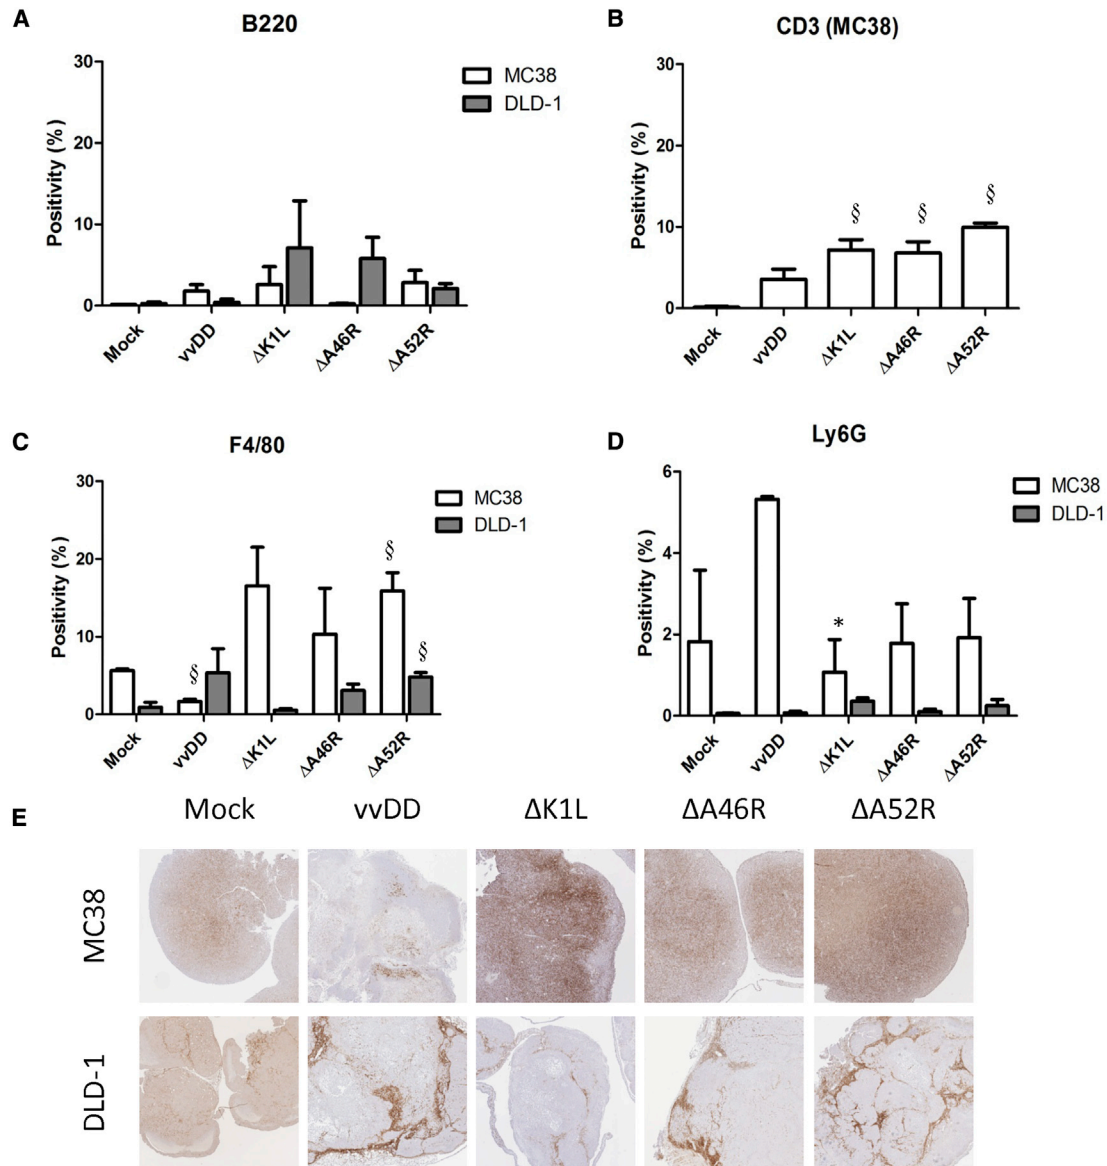 A
B220
30
20
10
0
Positivity (%)
MC38
DLD-1
Mock
vvDD
ΔK1L
ΔA46R
ΔA52R
B
CD3 (MC38)
30
20
10
0
Positivity (%)
§
§
§
Mock
vvDD
ΔK1L
ΔA46R
ΔA52R
C
F4/80
30
20
10
0
Positivity (%)
MC38
DLD-1
§
§
§
Mock
vvDD
ΔK1L
ΔA46R
ΔA52R
D
Ly6G
6
4
2
0
Positivity (%)
MC38
DLD-1
*
Mock
vvDD
ΔK1L
ΔA46R
ΔA52R
E
Mock vvDD ΔK1L ΔA46R ΔA52R
MC38
DLD-1